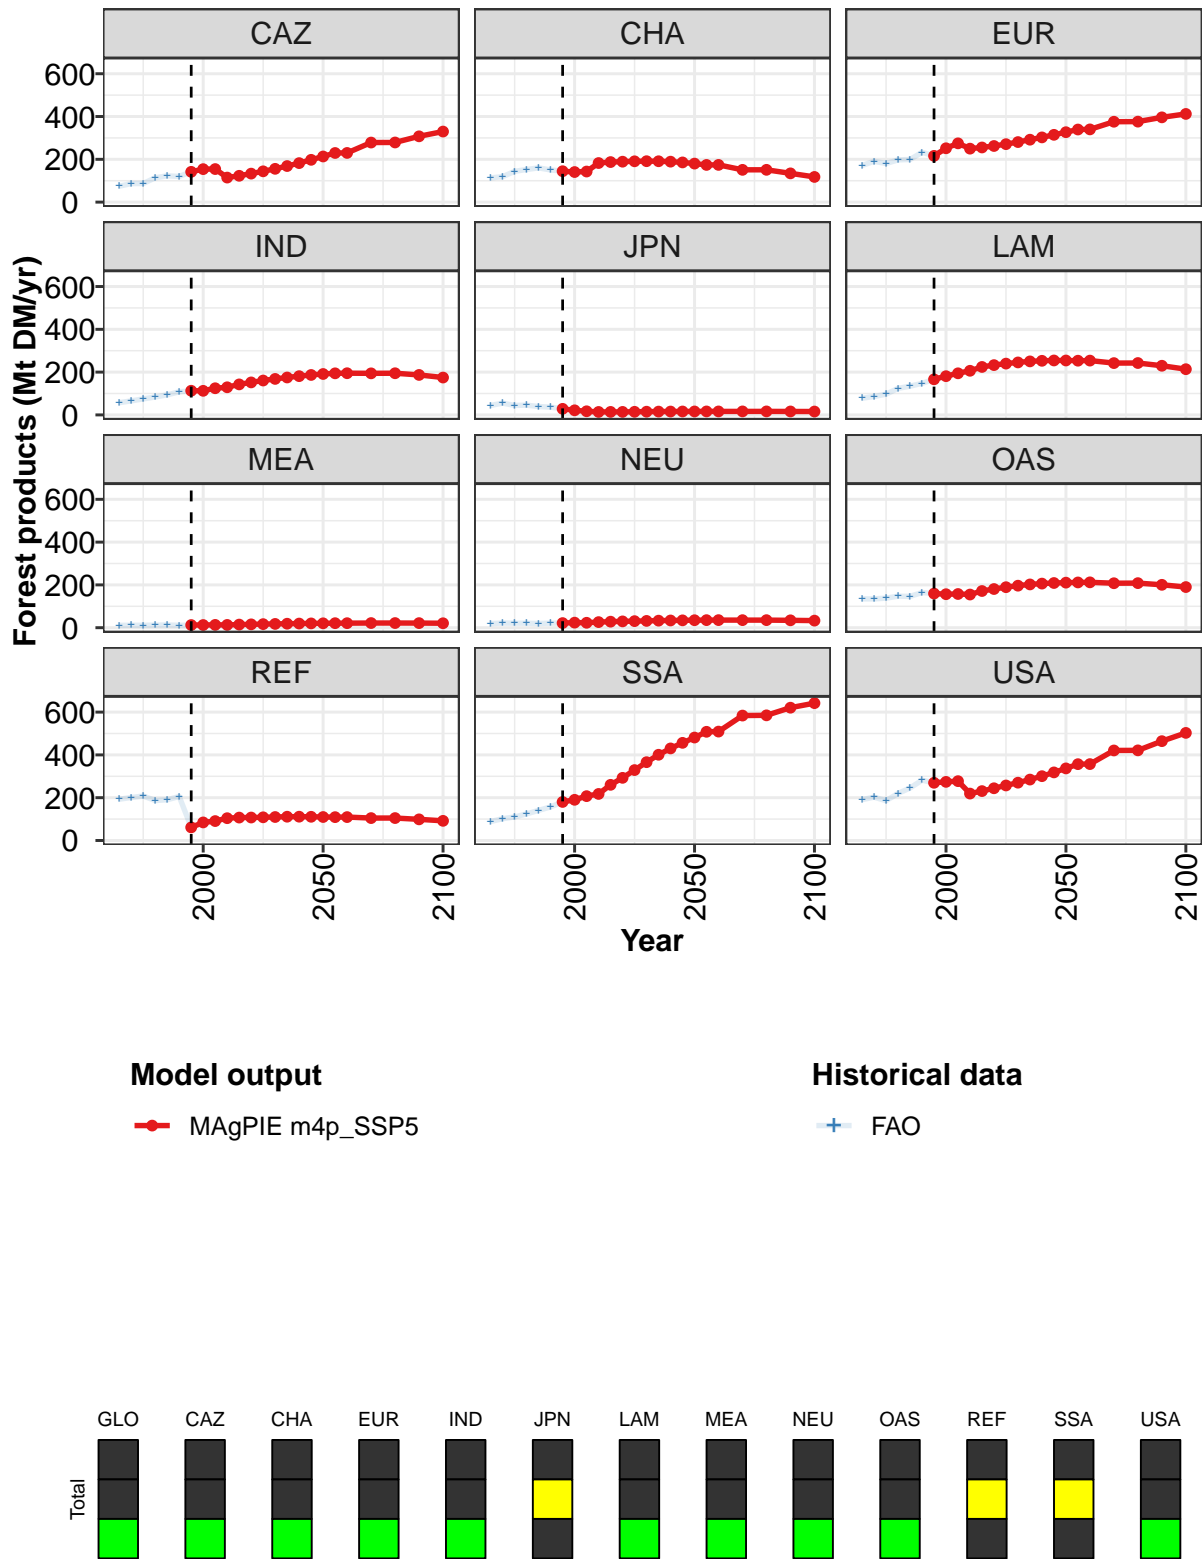 CAZ CHA EUR
600
400
200
0
IND JPN LAM
600
400
200
0
MEA NEU OAS
600
400
200
0
REF SSA USA
600
400
200
0
Forest products (Mt DM/yr)
2000 2050 2100 2000 2050 2100 2000 2050 2100
Year
Model output Historical data
MAgPIE m4p_SSP5 FAO
GLO CAZ CHA EUR IND JPN LAM MEA NEU OAS REF SSA USA
Total